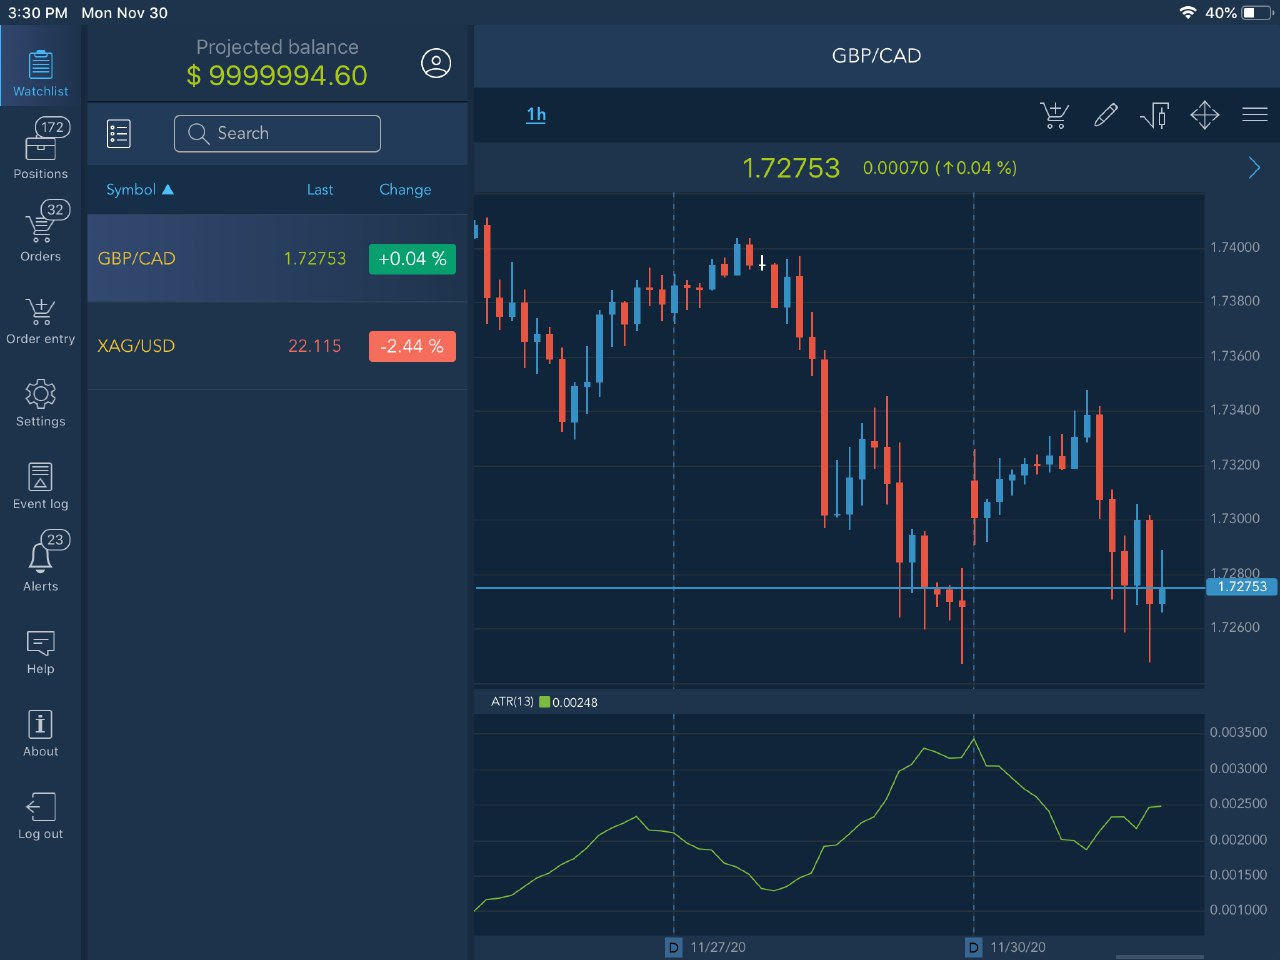 3:30 PM Mon Nov 30
40%
Watchlist
172
Positions
32
Orders
Order entry
Settings
Event log
23
Alerts
Help
About
Log out
Projected balance
$ 9999994.60
Search
Symbol ▲ Last Change
GBP/CAD 1.72753 +0.04 %
XAG/USD 22.115 -2.44 %
GBP/CAD
1h
1.72753 0.00070 (↑0.04 %)
1.74000
1.73800
1.73600
1.73400
1.73200
1.73000
1.72800
1.72753
1.72600
ATR(13) 0.00248
0.003500
0.003000
0.002500
0.002000
0.001500
0.001000
D 11/27/20 D 11/30/20